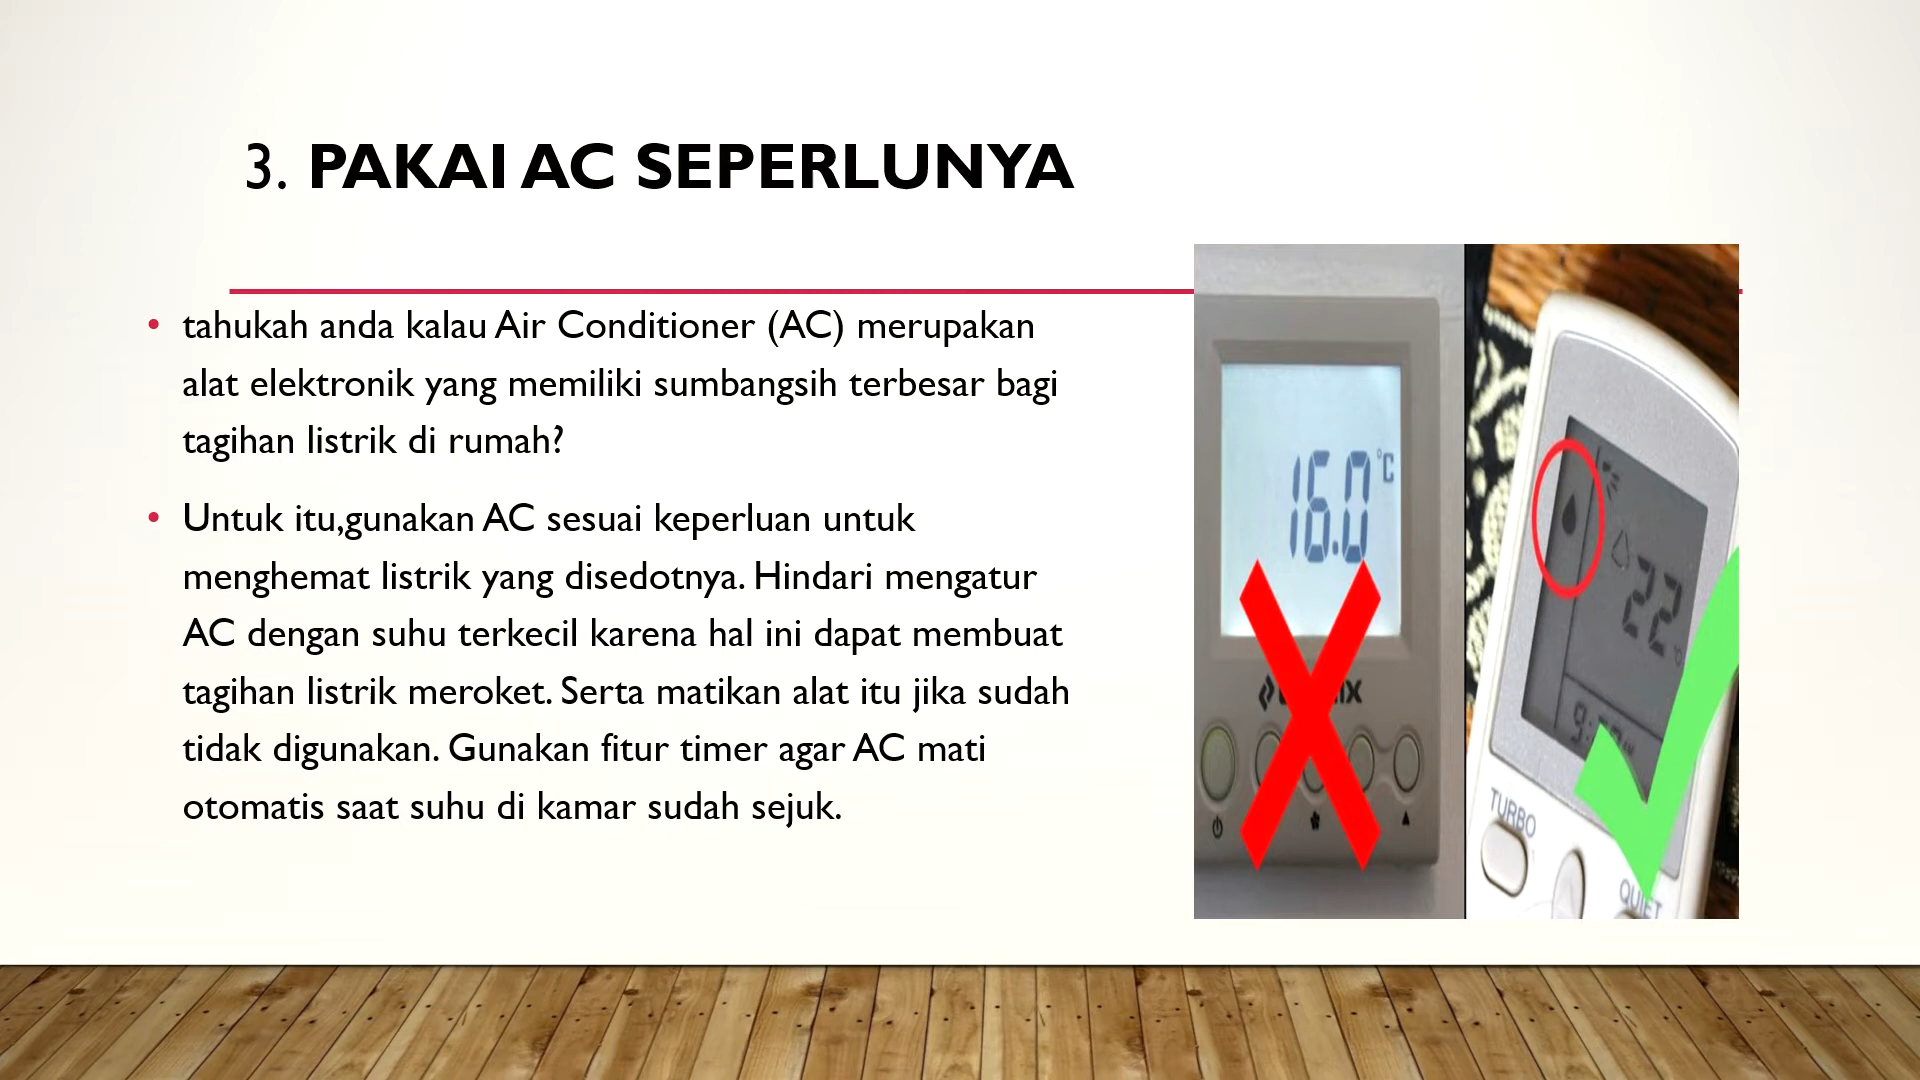 3. PAKAI AC SEPERLUNYA
• tahukah anda kalau Air Conditioner (AC) merupakan
alat elektronik yang memiliki sumbangsih terbesar bagi
tagihan listrik di rumah?
• Untuk itu,gunakan AC sesuai keperluan untuk
menghemat listrik yang disedotnya. Hindari mengatur
AC dengan suhu terkecil karena hal ini dapat membuat
tagihan listrik meroket. Serta matikan alat itu jika sudah
tidak digunakan. Gunakan fitur timer agar AC mati
otomatis saat suhu di kamar sudah sejuk.
16.0 °C
22 °C
TURBO
QUIET